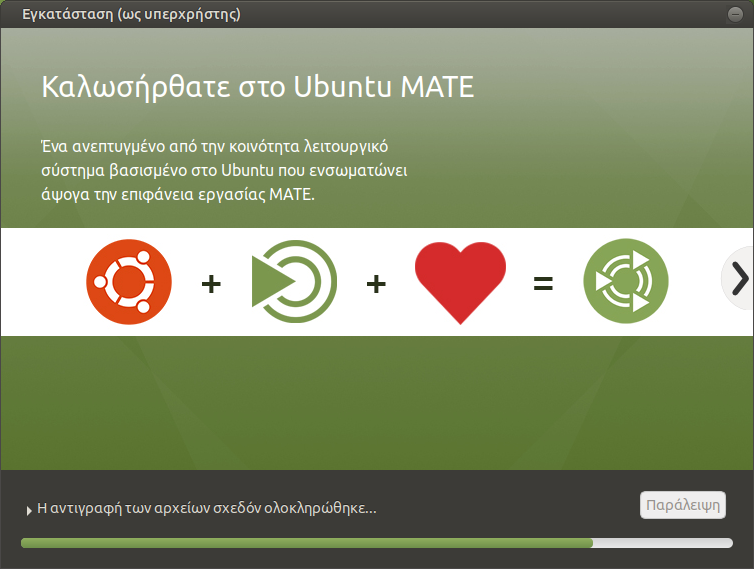 Εγκατάσταση (ως υπερχρήστης)
Καλωσήρθατε στο Ubuntu MATE
Ένα ανεπτυγμένο από την κοινότητα λειτουργικό
σύστημα βασισμένο στο Ubuntu που ενσωματώνει
άψογα την επιφάνεια εργασίας MATE.
+ + =
Η αντιγραφή των αρχείων σχεδόν ολοκληρώθηκε...
Παράλειψη